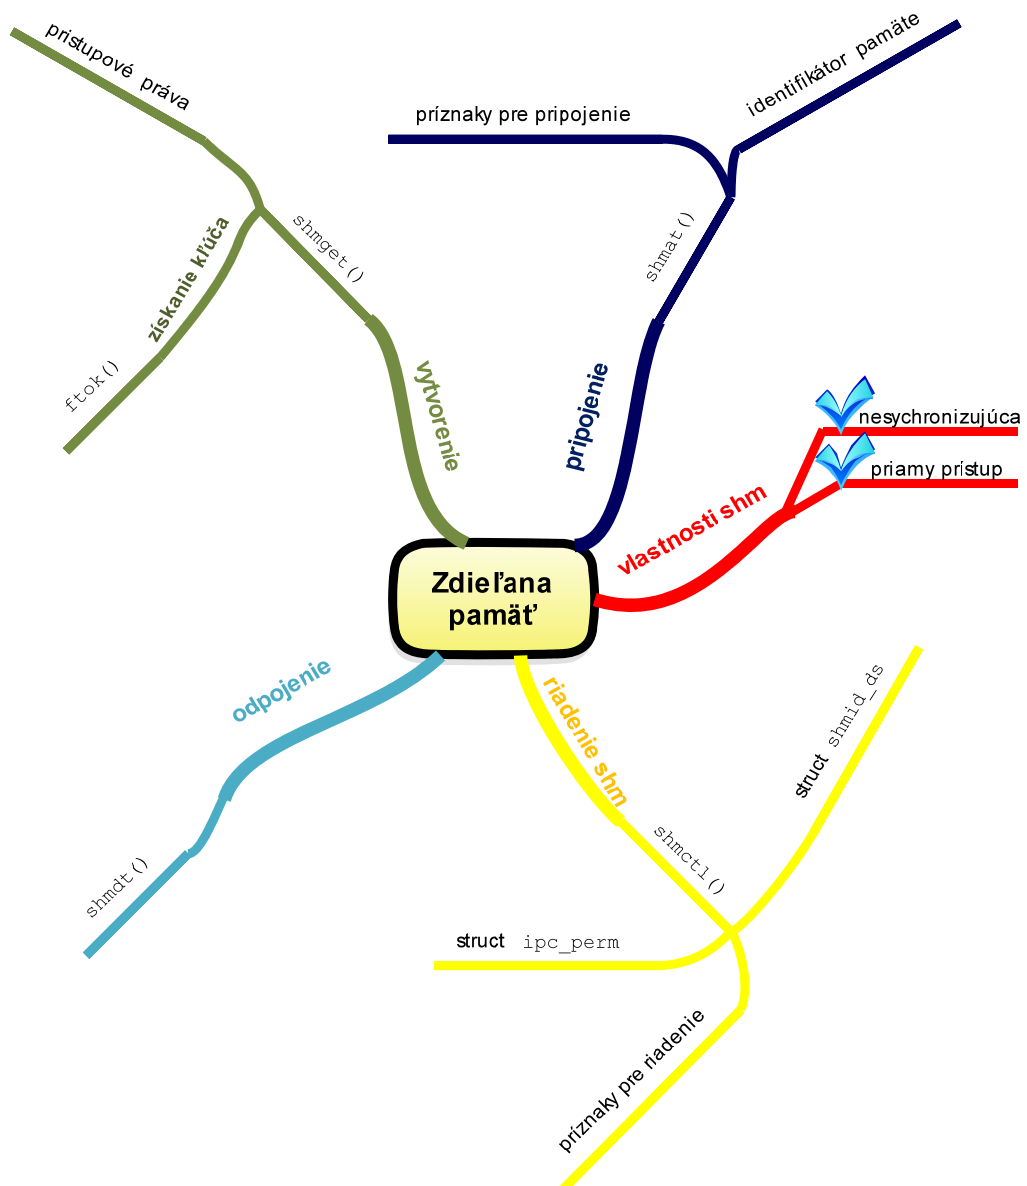 prístupové práva
získanie kľúča
ftok()
shmget()
vytvorenie
príznaky pre pripojenie
identifikátor pamäte
shmat()
pripojenie
nesychronizujúca
priamy prístup
vlastnosti shm
Zdieľana
pamäť
odpojenie
shmdt()
riadenie shm
shmctl()
struct shmid_ds
struct ipc_perm
príznaky pre riadenie